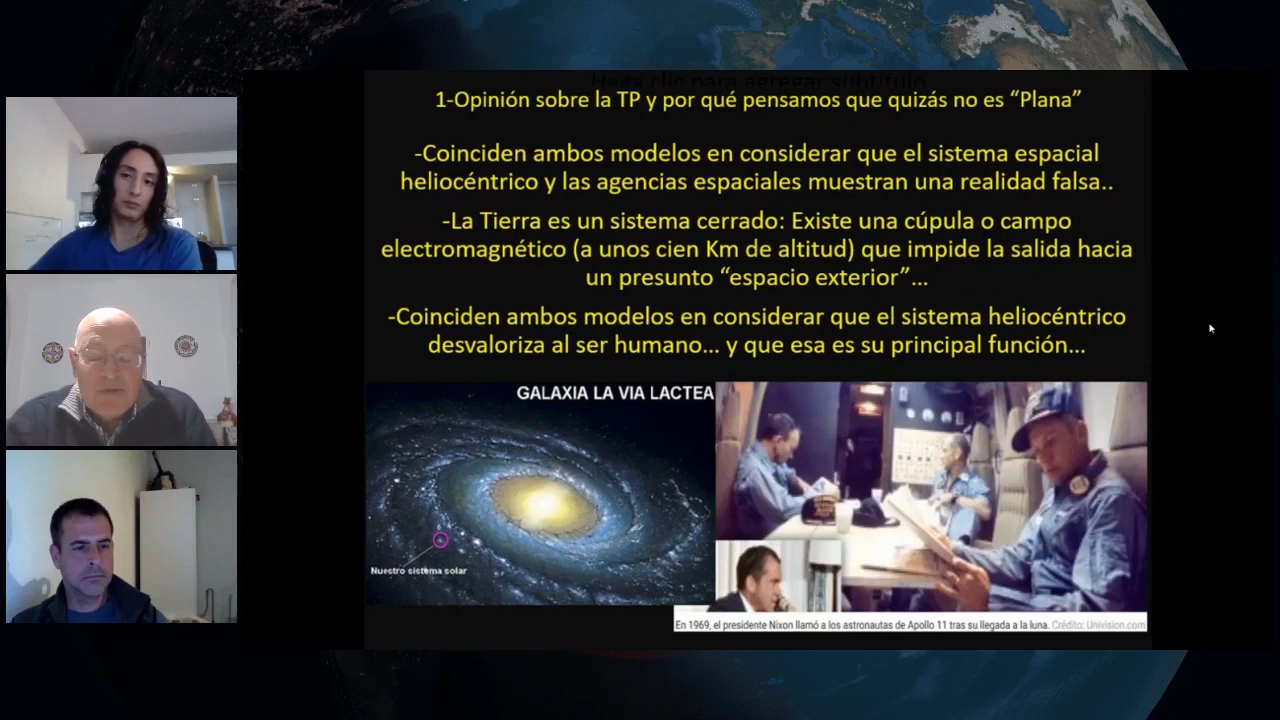 Haga clic para agregar subtítulo
1-Opinión sobre la TP y por qué pensamos que quizás no es “Plana”
-Coinciden ambos modelos en considerar que el sistema espacial
heliocéntrico y las agencias espaciales muestran una realidad falsa..
-La Tierra es un sistema cerrado: Existe una cúpula o campo
electromagnético (a unos cien Km de altitud) que impide la salida hacia
un presunto “espacio exterior”...
-Coinciden ambos modelos en considerar que el sistema heliocéntrico
desvaloriza al ser humano... y que esa es su principal función...
GALAXIA LA VIA LACTEA
Nuestro sistema solar
En 1969, el presidente Nixon llamó a los astronautas de Apollo 11 tras su llegada a la luna. Crédito: Univision.com